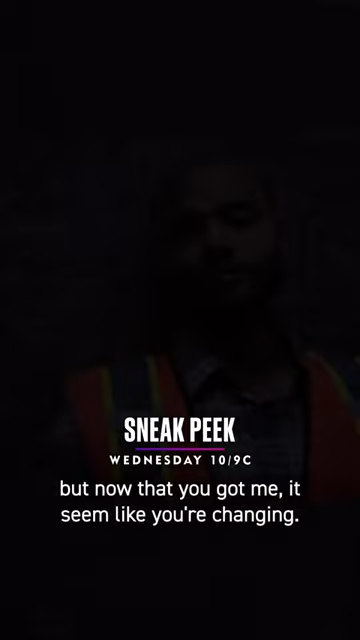 SNEAK PEEK
WEDNESDAY 10/9C
but now that you got me, it
seem like you're changing.